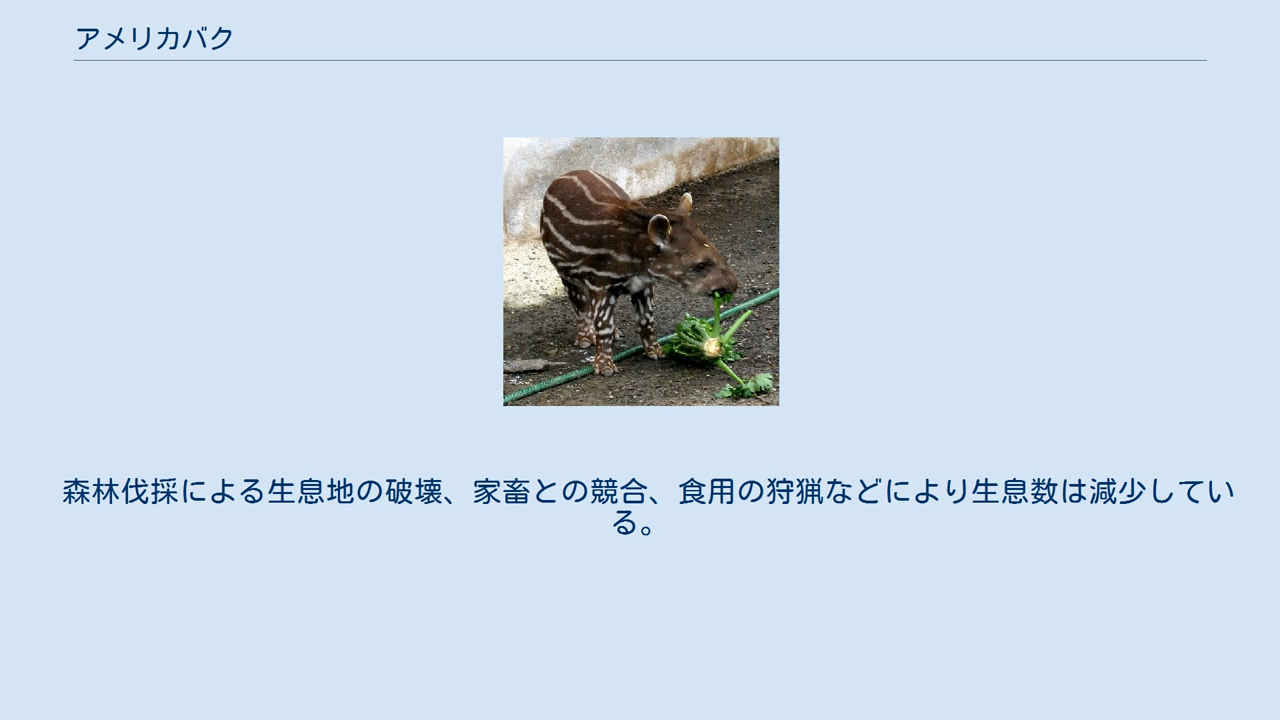 アメリカバク
森林伐採による生息地の破壊、家畜との競合、食用の狩猟などにより生息数は減少してい
る。